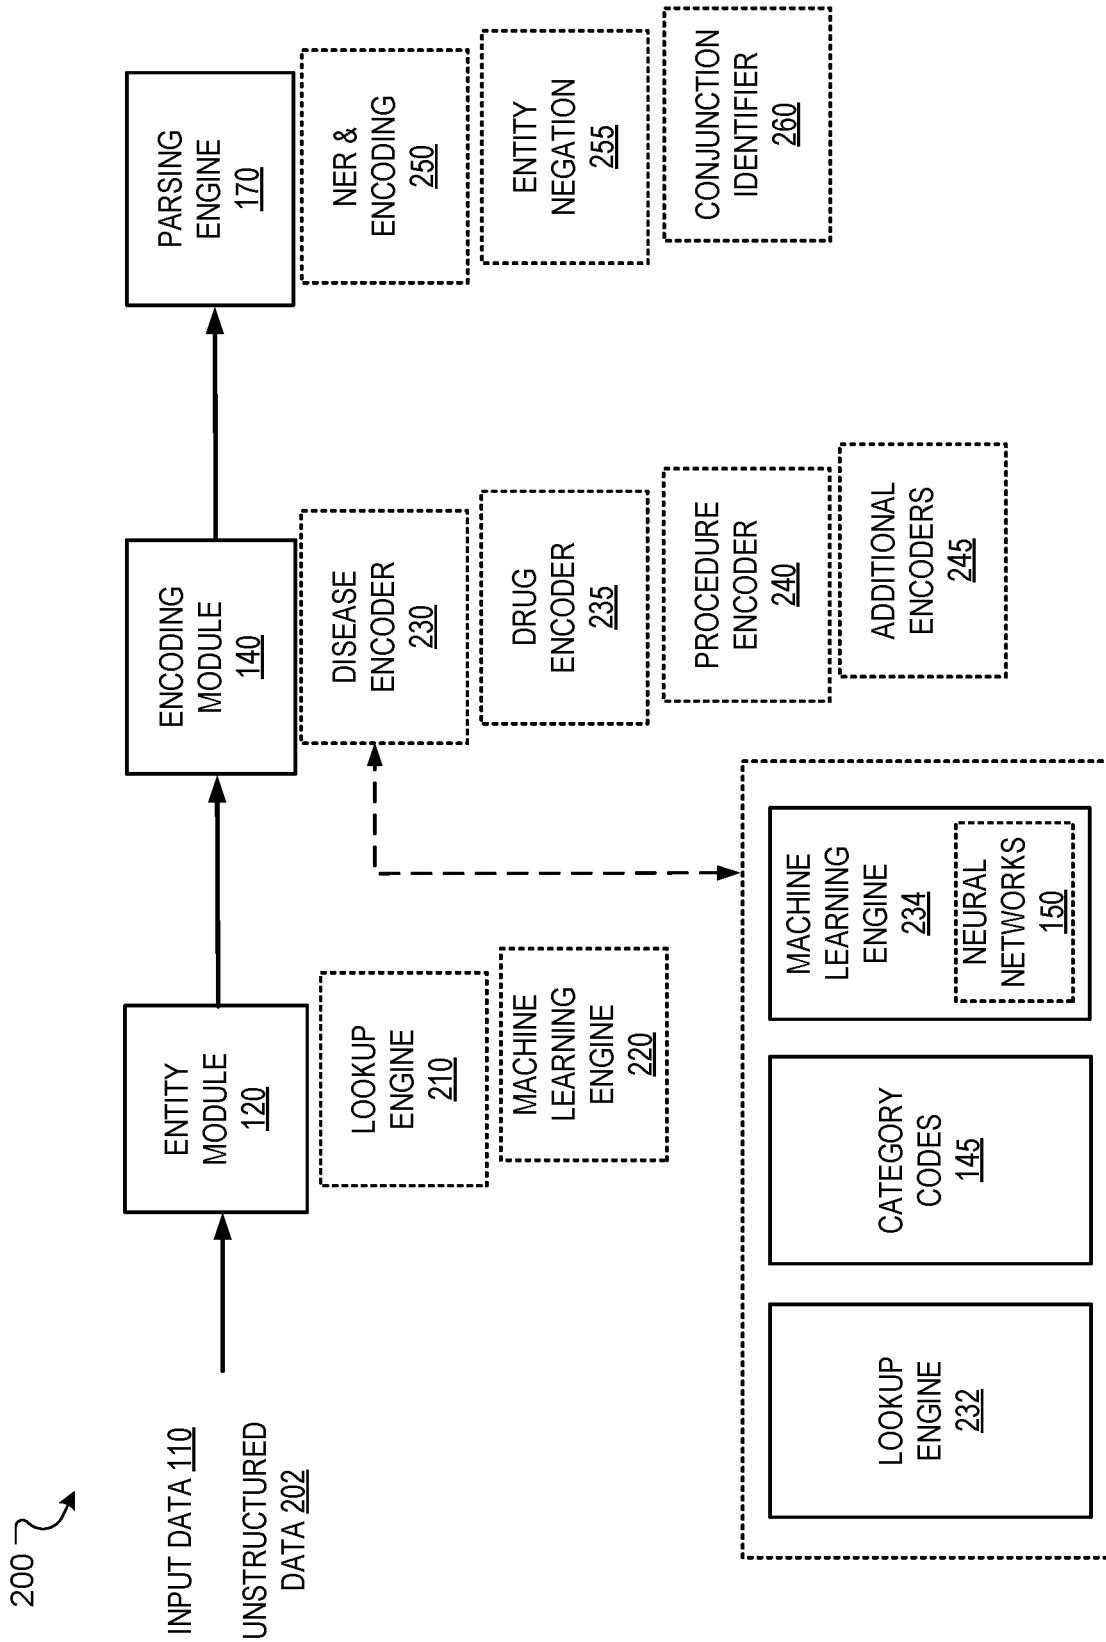 200
INPUT DATA 110
UNSTRUCTURED
DATA 202
ENTITY
MODULE
120
LOOKUP
ENGINE
210
MACHINE
LEARNING
ENGINE
220
ENCODING
MODULE
140
DISEASE
ENCODER
230
DRUG
ENCODER
235
PROCEDURE
ENCODER
240
ADDITIONAL
ENCODERS
245
PARSING
ENGINE
170
NER &
ENCODING
250
ENTITY
NEGATION
255
CONJUNCTION
IDENTIFIER
260
LOOKUP
ENGINE
232
CATEGORY
CODES
145
MACHINE
LEARNING
ENGINE
234
NEURAL
NETWORKS
150